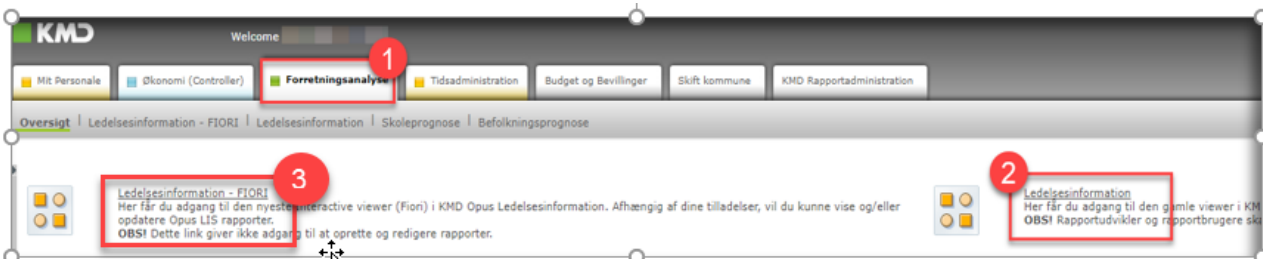 KMD
Welcome
1
Mit Personale
Økonomi (Controller)
Forretningsanalyse
Tidsadministration
Budget og Bevillinger
Skift kommune
KMD Rapportadministration
Oversigt | Ledelsesinformation - FIORI | Ledelsesinformation | Skoleprognose | Befolkningsprognose
3
Ledelsesinformation - FIORI
Her får du adgang til den nyeste interactive viewer (Fiori) i KMD Opus Ledelsesinformation. Afhængig af dine tilladelser, vil du kunne vise og/eller
opdatere Opus LIS rapporter.
OBS! Dette link giver ikke adgang til at oprette og redigere rapporter.
2
Ledelsesinformation
Her får du adgang til den gamle viewer i KM
OBS! Rapportudvikler og rapportbrugere